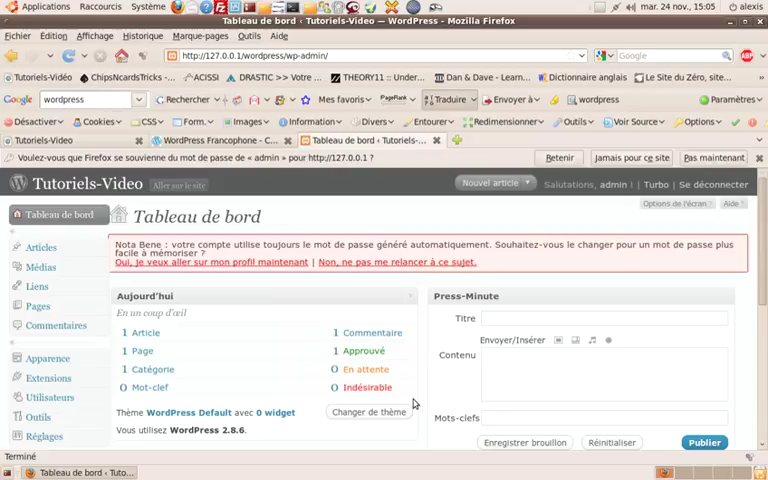 Applications Raccourcis Système mar. 24 nov., 15:05 alexis
Tableau de bord ‹ Tutoriels-Video — WordPress - Mozilla Firefox
Fichier Édition Affichage Historique Marque-pages Outils Aide
http://127.0.0.1/wordpress/wp-admin/ Google
Tutoriels-Vidéo ChipsNcardsTricks -... ACISSI DRASTIC >> Votre ... THEORY11 :: Under... Dan & Dave - Learn... Dictionnaire anglais Le Site du Zéro, site...
Google wordpress Rechercher Mes favoris PageRank Traduire Envoyer à wordpress Paramètres
Désactiver Cookies CSS Form. Images Information Divers Entourer Redimensionner Outils Voir Source Options
Tutoriels-Video WordPress Francophone - C... Tableau de bord ‹ Tutoriels-...
Voulez-vous que Firefox se souvienne du mot de passe de « admin » pour http://127.0.0.1 ? Retenir Jamais pour ce site Pas maintenant
Tutoriels-Video Aller sur le site Nouvel article Salutations, admin ! | Turbo | Se déconnecter
Options de l'écran Aide
Tableau de bord Tableau de bord
Articles
Médias
Liens
Pages
Commentaires
Apparence
Extensions
Utilisateurs
Outils
Réglages
Nota Bene : votre compte utilise toujours le mot de passe généré automatiquement. Souhaitez-vous le changer pour un mot de passe plus
facile à mémoriser ?
Oui, je veux aller sur mon profil maintenant | Non, ne pas me relancer à ce sujet.
Aujourd'hui
En un coup d'œil
1 Article 1 Commentaire
1 Page 1 Approuvé
1 Catégorie 0 En attente
0 Mot-clef 0 Indésirable
Thème WordPress Default avec 0 widget Changer de thème
Vous utilisez WordPress 2.8.6.
Press-Minute
Titre
Envoyer/Insérer
Contenu
Mots-clefs
Enregistrer brouillon Réinitialiser Publier
Terminé
Tableau de bord ‹ Tuto...